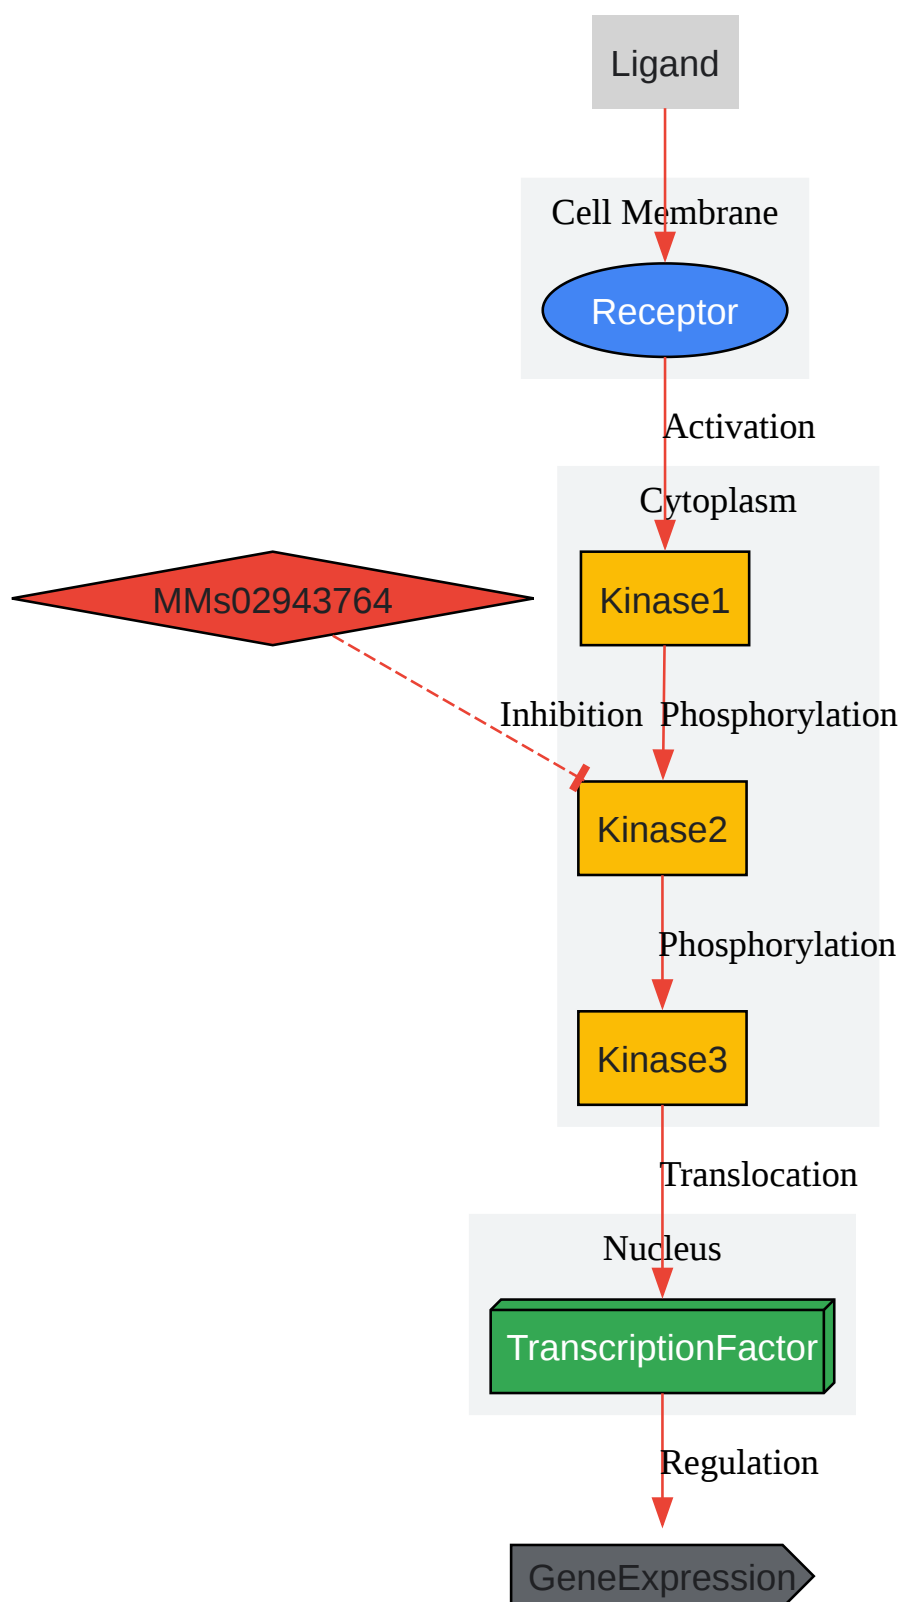 Ligand
Cell Membrane
Receptor
Activation
Cytoplasm
MMs02943764
Kinase1
Inhibition
Phosphorylation
Kinase2
Phosphorylation
Kinase3
Translocation
Nucleus
TranscriptionFactor
Regulation
GeneExpression